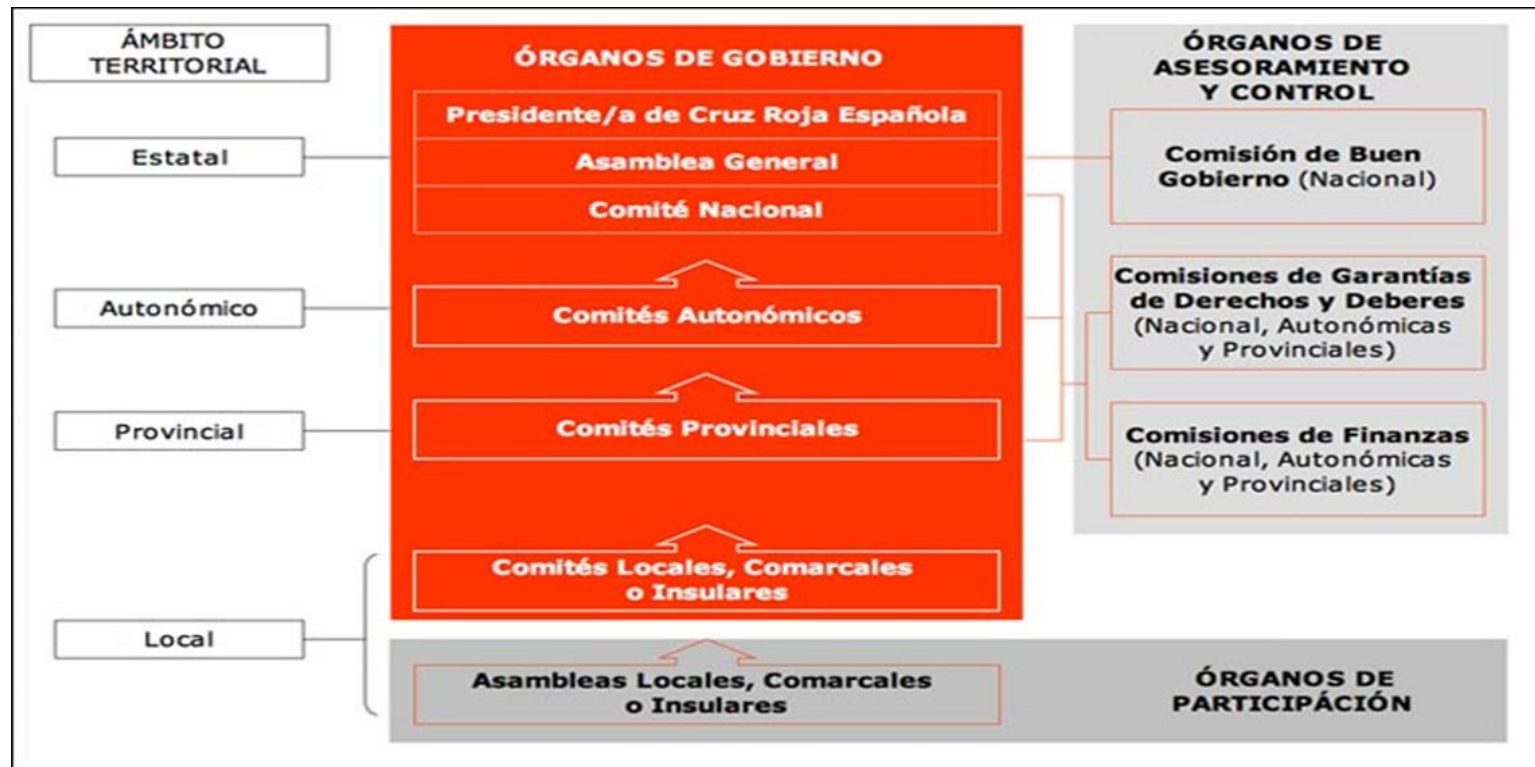 ÁMBITO
TERRITORIAL
Estatal
Autonómico
Provincial
Local
ÓRGANOS DE GOBIERNO
Presidente/a de Cruz Roja Española
Asamblea General
Comité Nacional
Comités Autonómicos
Comités Provinciales
Comités Locales, Comarcales
o Insulares
Asambleas Locales, Comarcales
o Insulares
ÓRGANOS DE
ASESORAMIENTO
Y CONTROL
Comisión de Buen
Gobierno (Nacional)
Comisiones de Garantías
de Derechos y Deberes
(Nacional, Autonómicas
y Provinciales)
Comisiones de Finanzas
(Nacional, Autonómicas
y Provinciales)
ÓRGANOS DE
PARTICIPÁCIÓN